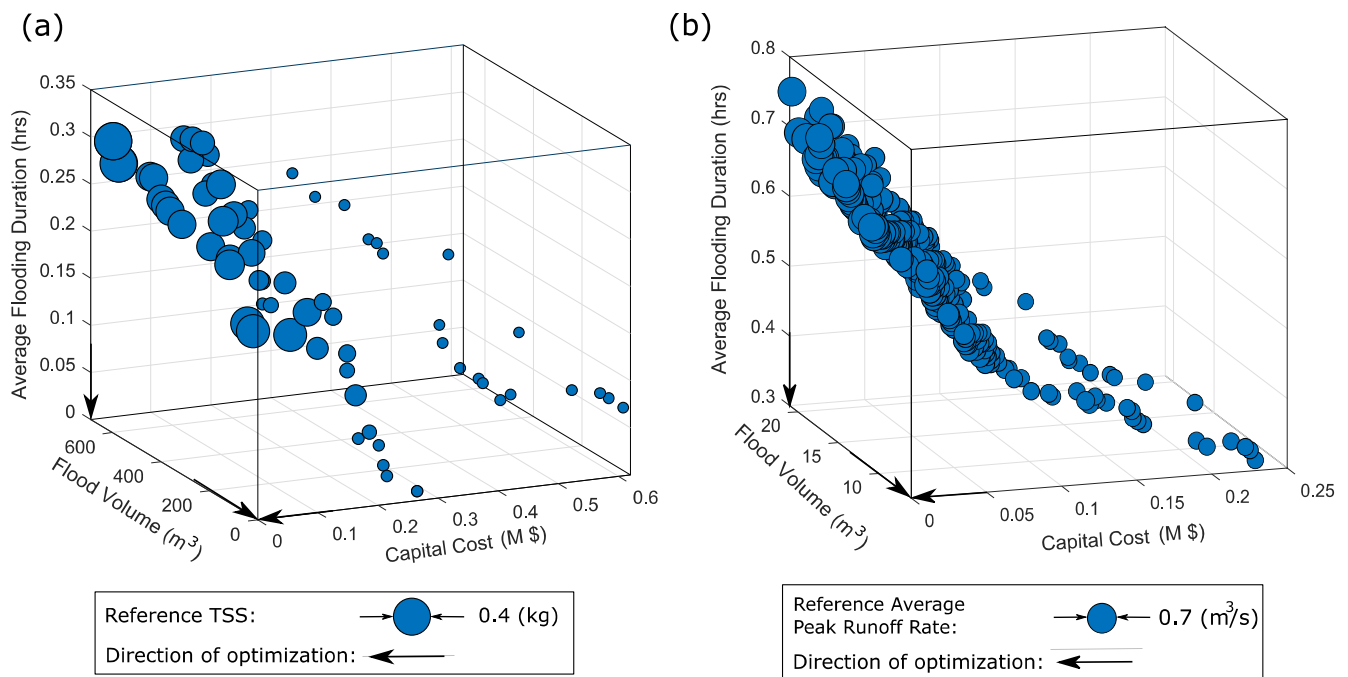 (a)
Average Flooding Duration (hrs)
0.35
0.3
0.25
0.2
0.15
0.1
0.05
0
600
400
200
0
Flood Volume (m³)
0
0.1
0.2
0.3
0.4
0.5
0.6
Capital Cost (M $)
Reference TSS: 0.4 (kg)
Direction of optimization:
(b)
Average Flooding Duration (hrs)
0.8
0.7
0.6
0.5
0.4
0.3
20
15
10
Flood Volume (m³)
0
0.05
0.1
0.15
0.2
0.25
Capital Cost (M $)
Reference Average
Peak Runoff Rate: 0.7 (m³/s)
Direction of optimization: